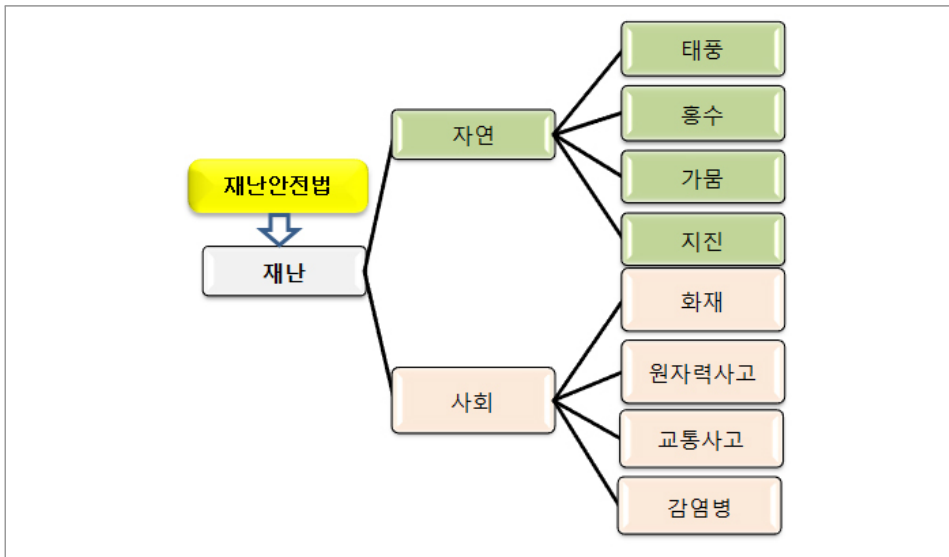 재난안전법
재난
자연
태풍
홍수
가뭄
지진
사회
화재
원자력사고
교통사고
감염병